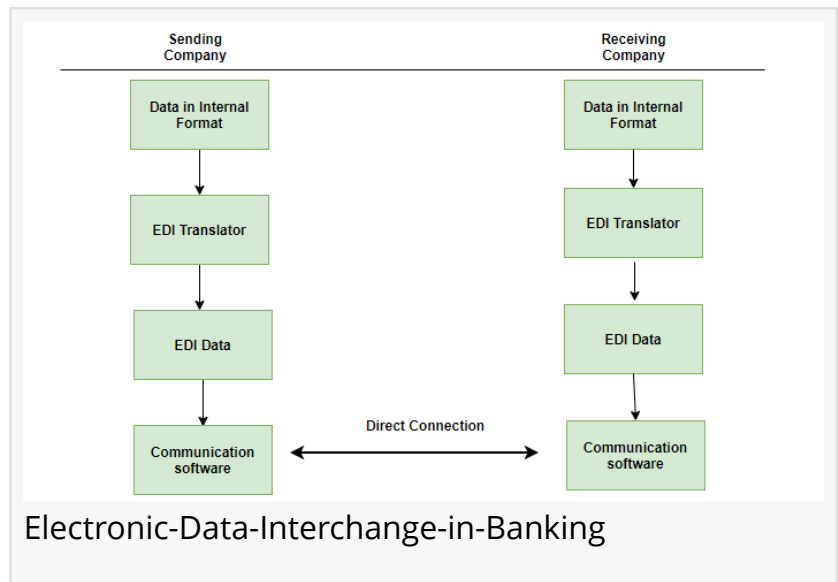 Sending
Company
Receiving
Company
Data in Internal
Format
Data in Internal
Format
EDI Translator
EDI Translator
EDI Data
EDI Data
Direct Connection
Communication
software
Communication
software
Electronic-Data-Interchange-in-Banking